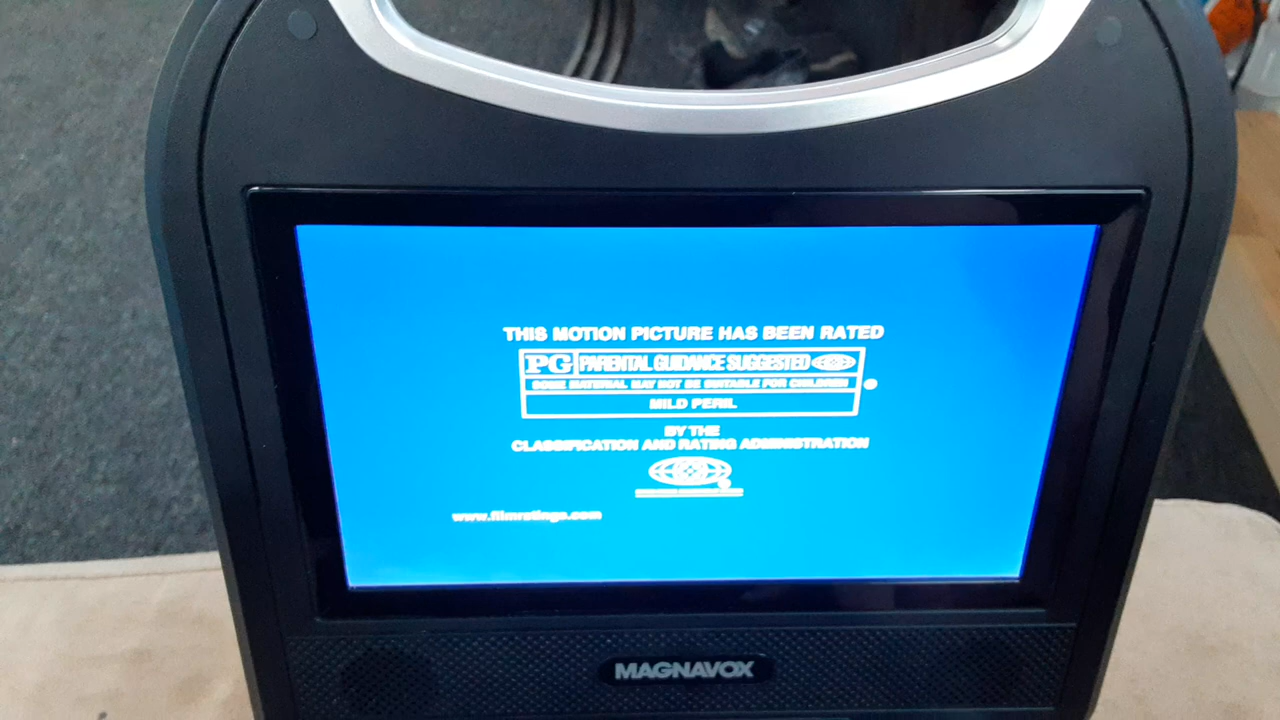 THIS MOTION PICTURE HAS BEEN RATED
PG PARENTAL GUIDANCE SUGGESTED
SOME MATERIAL MAY NOT BE SUITABLE FOR CHILDREN
MILD PERIL
BY THE
CLASSIFICATION AND RATING ADMINISTRATION
www.filmratings.com
MAGNAVOX